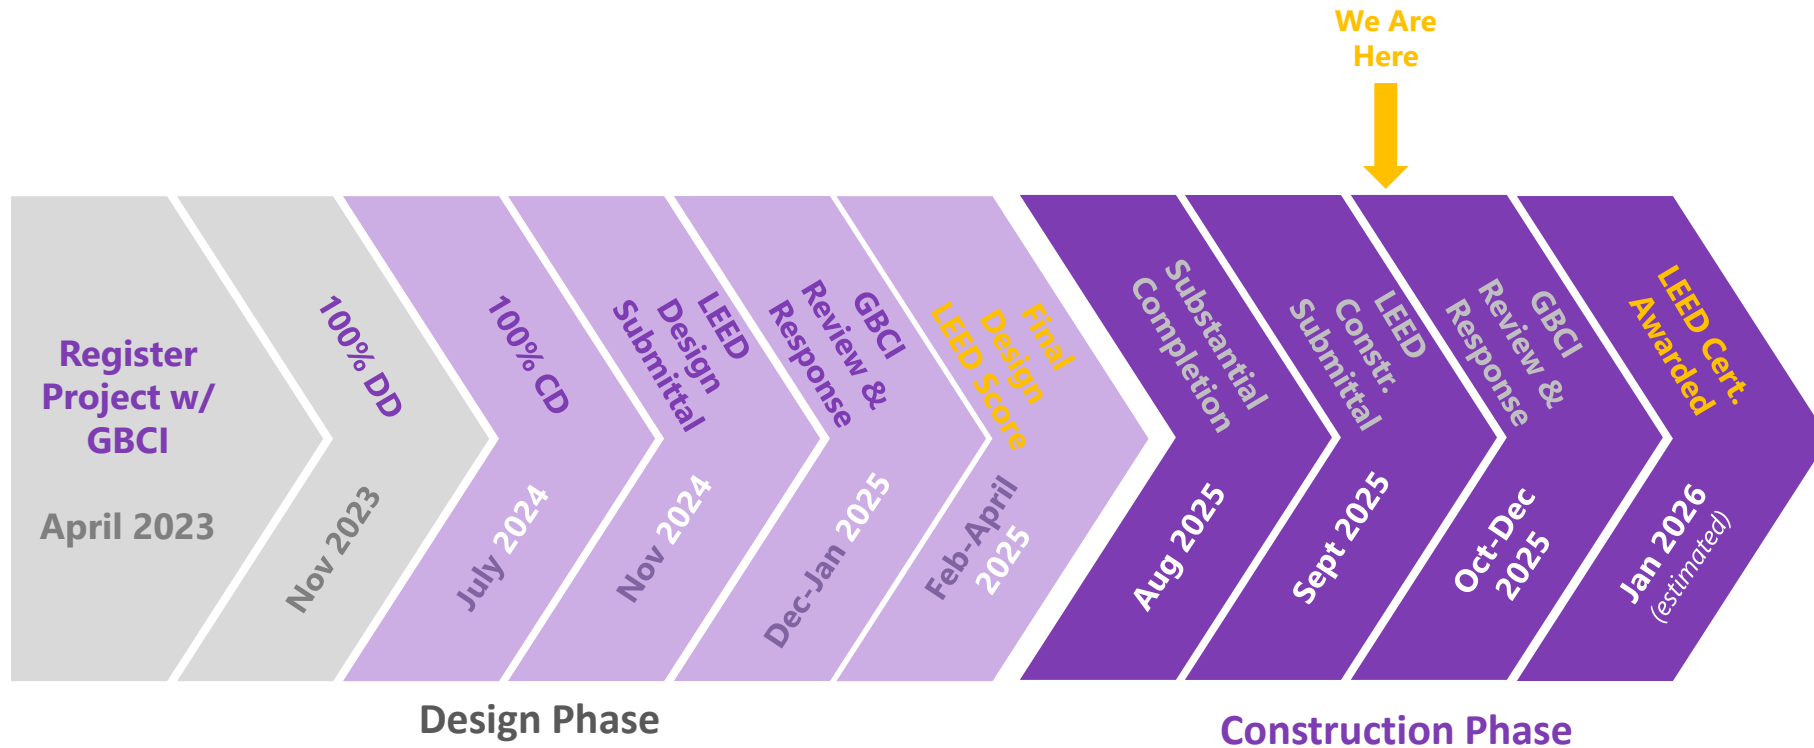 We Are
Here
Register
Project w/
GBCI
April 2023
100% DD
Nov 2023
100% CD
July 2024
LEED
Design
Submittal
Nov 2024
GBCI
Review &
Response
Dec-Jan 2025
Final
Design
LEED Score
Feb-April
2025
Substantial
Completion
Aug 2025
LEED
Constr.
Submittal
Sept 2025
GBCI
Review &
Response
Oct-Dec
2025
LEED Cert.
Awarded
Jan 2026
(estimated)
Design Phase
Construction Phase